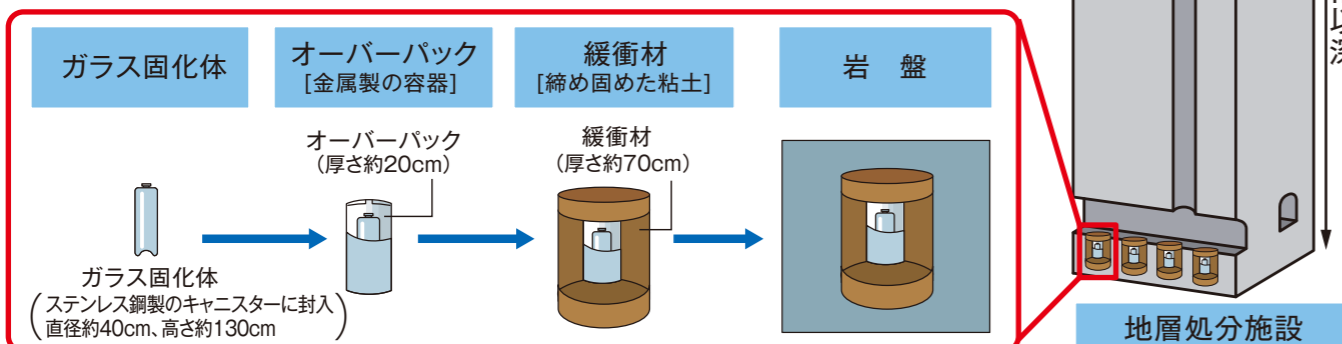 ガラス固化体
オーバーパック
[金属製の容器]
緩衝材
[締め固めた粘土]
岩　盤
オーバーパック
(厚さ約20cm)
緩衝材
(厚さ約70cm)
ガラス固化体
(ステンレス鋼製のキャニスターに封入
直径約40cm、高さ約130cm)
以深
地層処分施設